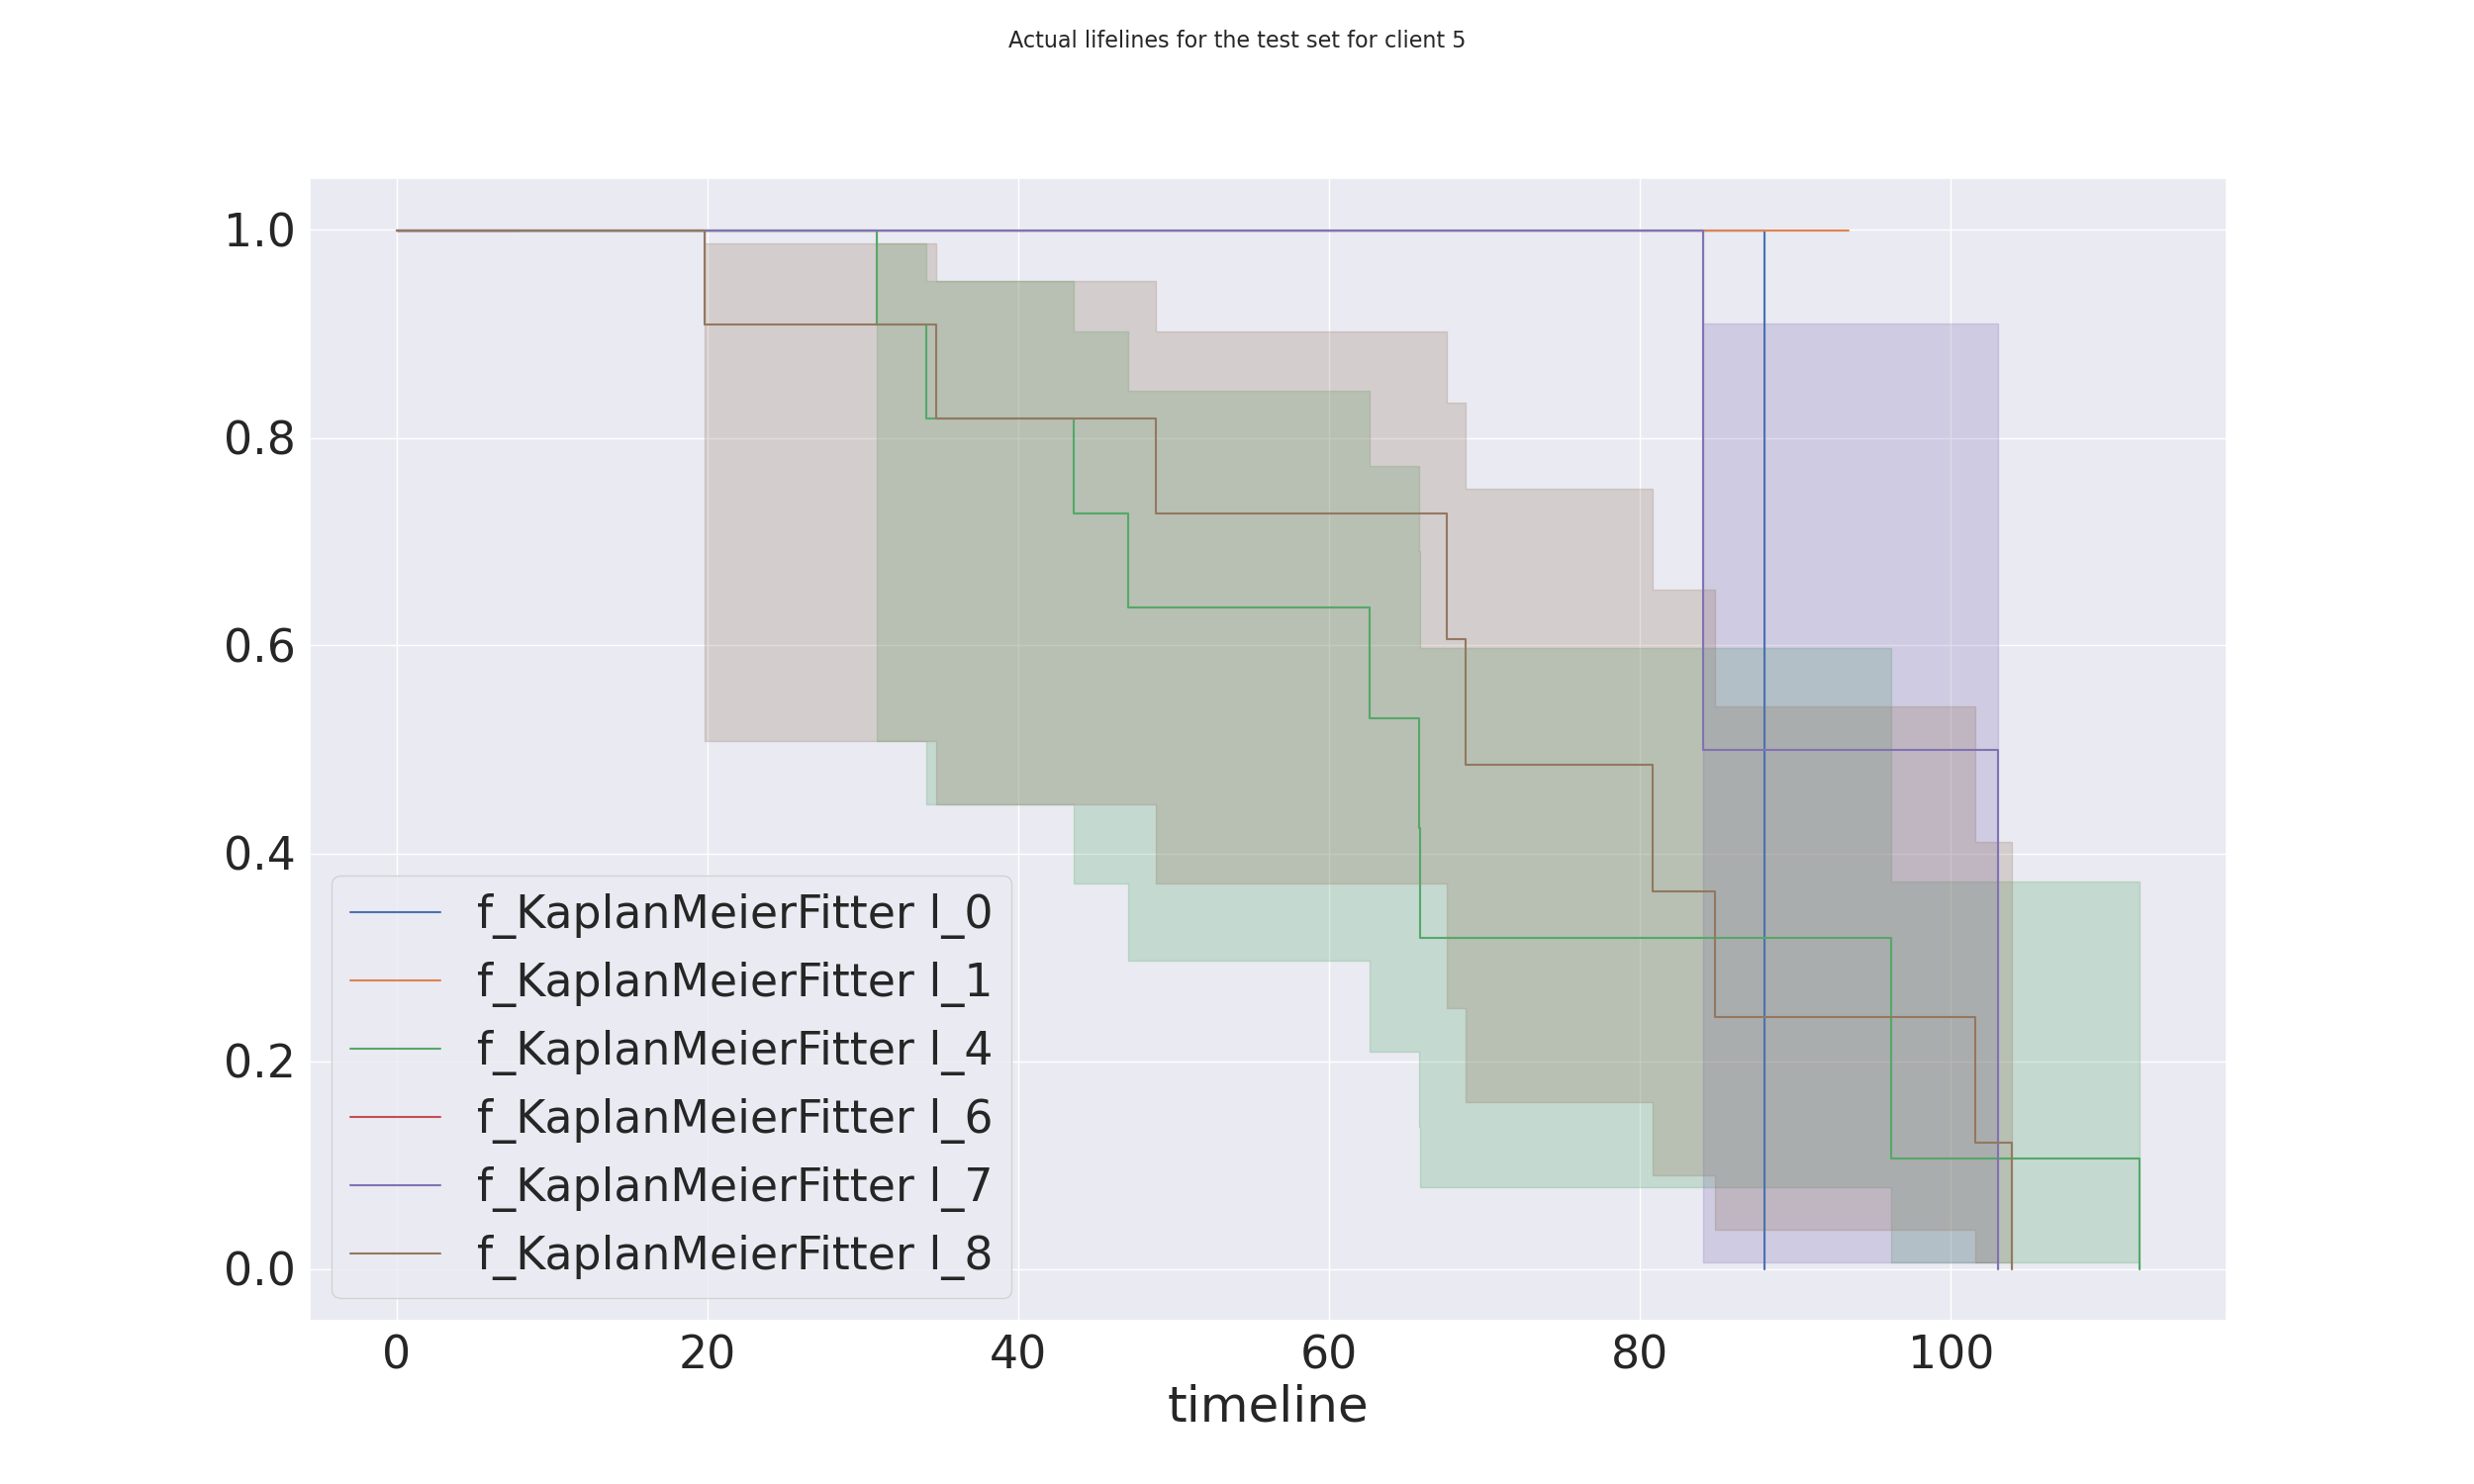 Actual lifelines for the test set for client 5
1.0
0.8
0.6
0.4
0.2
0.0
f_KaplanMeierFitter l_0
f_KaplanMeierFitter l_1
f_KaplanMeierFitter l_4
f_KaplanMeierFitter l_6
f_KaplanMeierFitter l_7
f_KaplanMeierFitter l_8
0 20 40 60 80 100
timeline